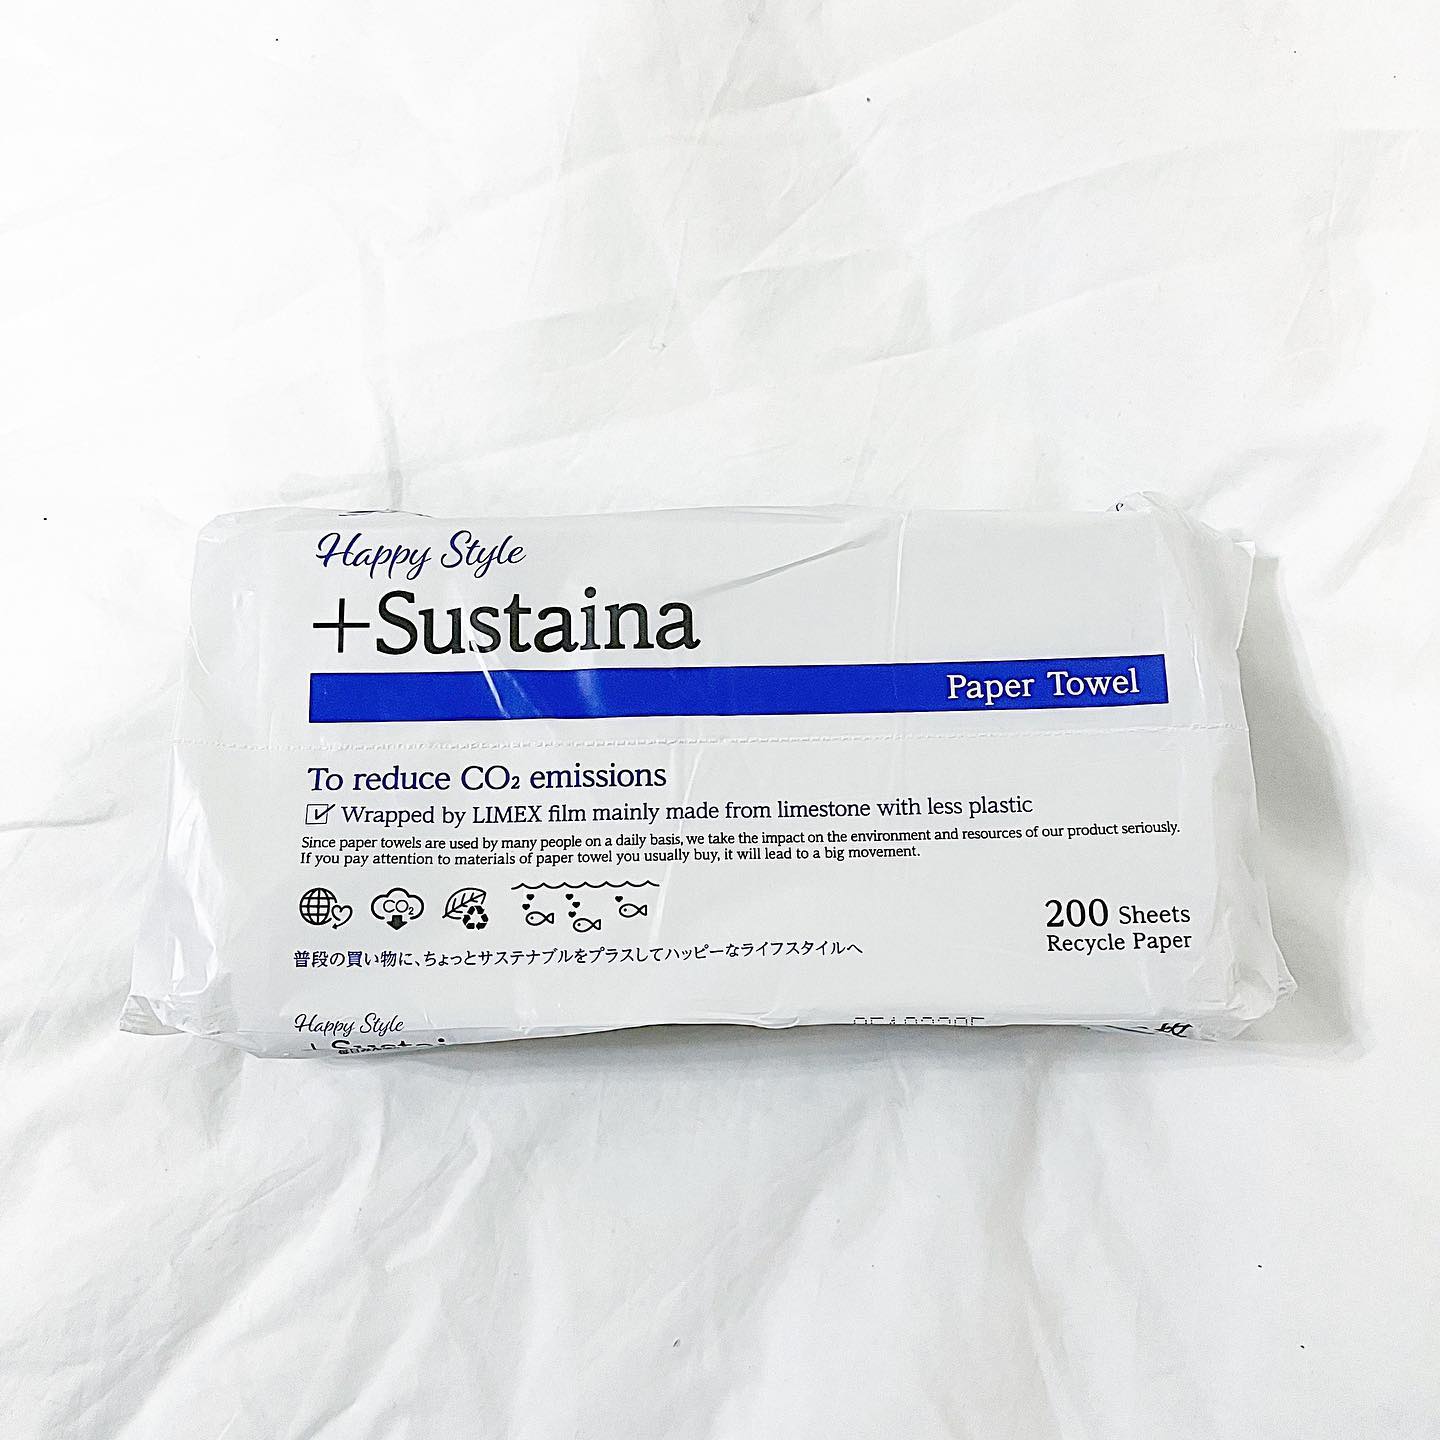 Happy Style
+Sustaina
Paper Towel
To reduce CO₂ emissions
Wrapped by LIMEX film mainly made from limestone with less plastic
Since paper towels are used by many people on a daily basis, we take the impact on the environment and resources of our product seriously.
If you pay attention to materials of paper towel you usually buy, it will lead to a big movement.
CO₂
200 Sheets
Recycle Paper
普段の買い物に、ちょっとサステナブルをプラスしてハッピーなライフスタイルへ
Happy Style